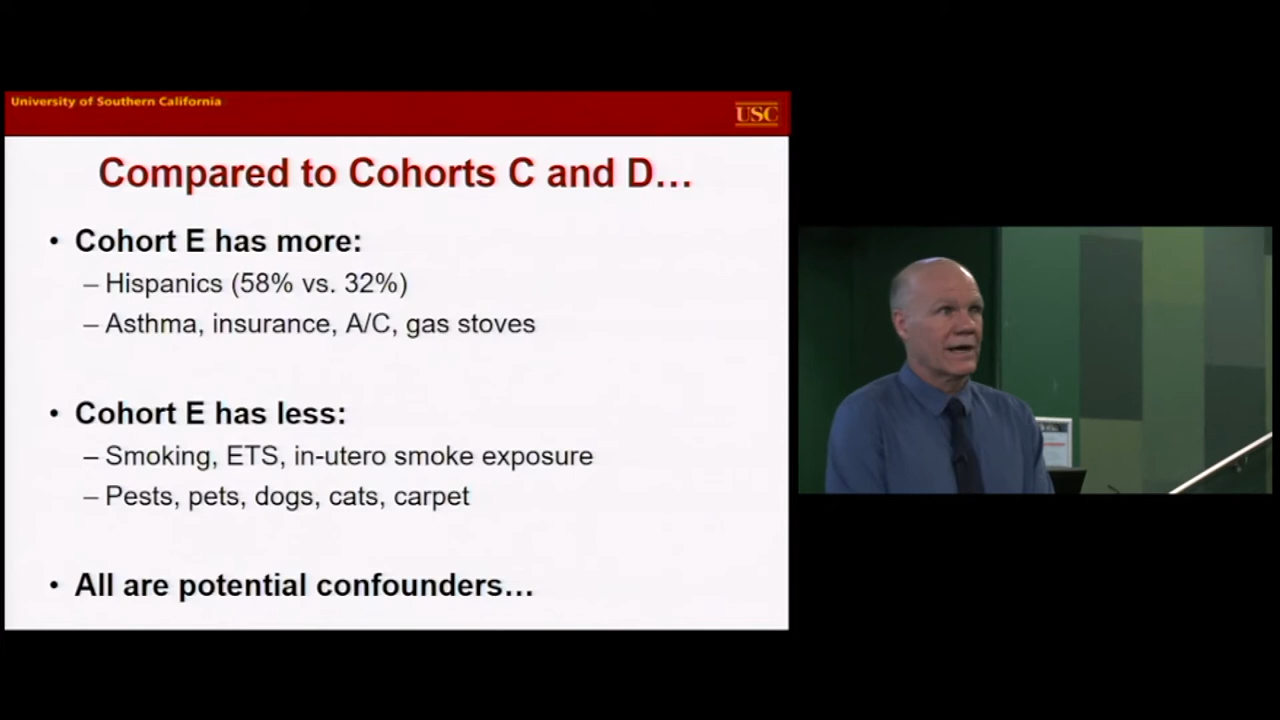 University of Southern California
USC
Compared to Cohorts C and D…
• Cohort E has more:
– Hispanics (58% vs. 32%)
– Asthma, insurance, A/C, gas stoves
• Cohort E has less:
– Smoking, ETS, in-utero smoke exposure
– Pests, pets, dogs, cats, carpet
• All are potential confounders…